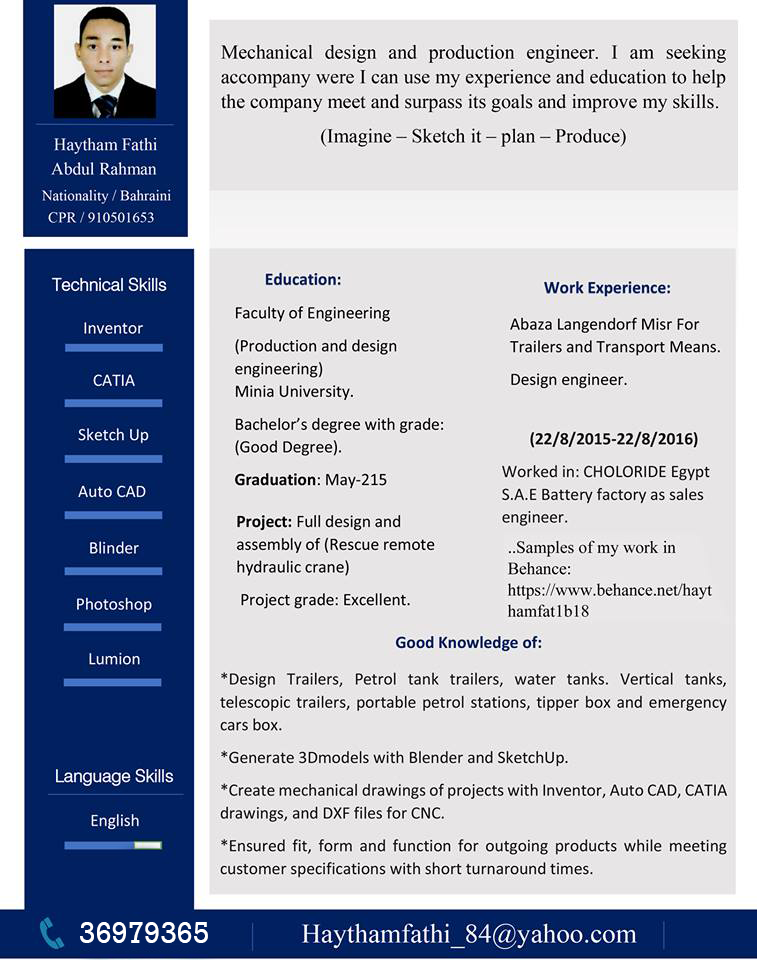 Haytham Fathi
Abdul Rahman
Nationality / Bahraini
CPR / 910501653
Mechanical design and production engineer. I am seeking
accompany were I can use my experience and education to help
the company meet and surpass its goals and improve my skills.
(Imagine – Sketch it – plan – Produce)
Technical Skills
Inventor
CATIA
Sketch Up
Auto CAD
Blinder
Photoshop
Lumion
Language Skills
English
Education:
Faculty of Engineering
(Production and design
engineering)
Minia University.
Bachelor’s degree with grade:
(Good Degree).
Graduation: May-215
Project: Full design and
assembly of (Rescue remote
hydraulic crane)
Project grade: Excellent.
Work Experience:
Abaza Langendorf Misr For
Trailers and Transport Means.
Design engineer.
(22/8/2015-22/8/2016)
Worked in: CHOLORIDE Egypt
S.A.E Battery factory as sales
engineer.
..Samples of my work in
Behance:
https://www.behance.net/hayt
hamfat1b18
Good Knowledge of:
*Design Trailers, Petrol tank trailers, water tanks. Vertical tanks,
telescopic trailers, portable petrol stations, tipper box and emergency
cars box.
*Generate 3Dmodels with Blender and SketchUp.
*Create mechanical drawings of projects with Inventor, Auto CAD, CATIA
drawings, and DXF files for CNC.
*Ensured fit, form and function for outgoing products while meeting
customer specifications with short turnaround times.
36979365
Haythamfathi_84@yahoo.com